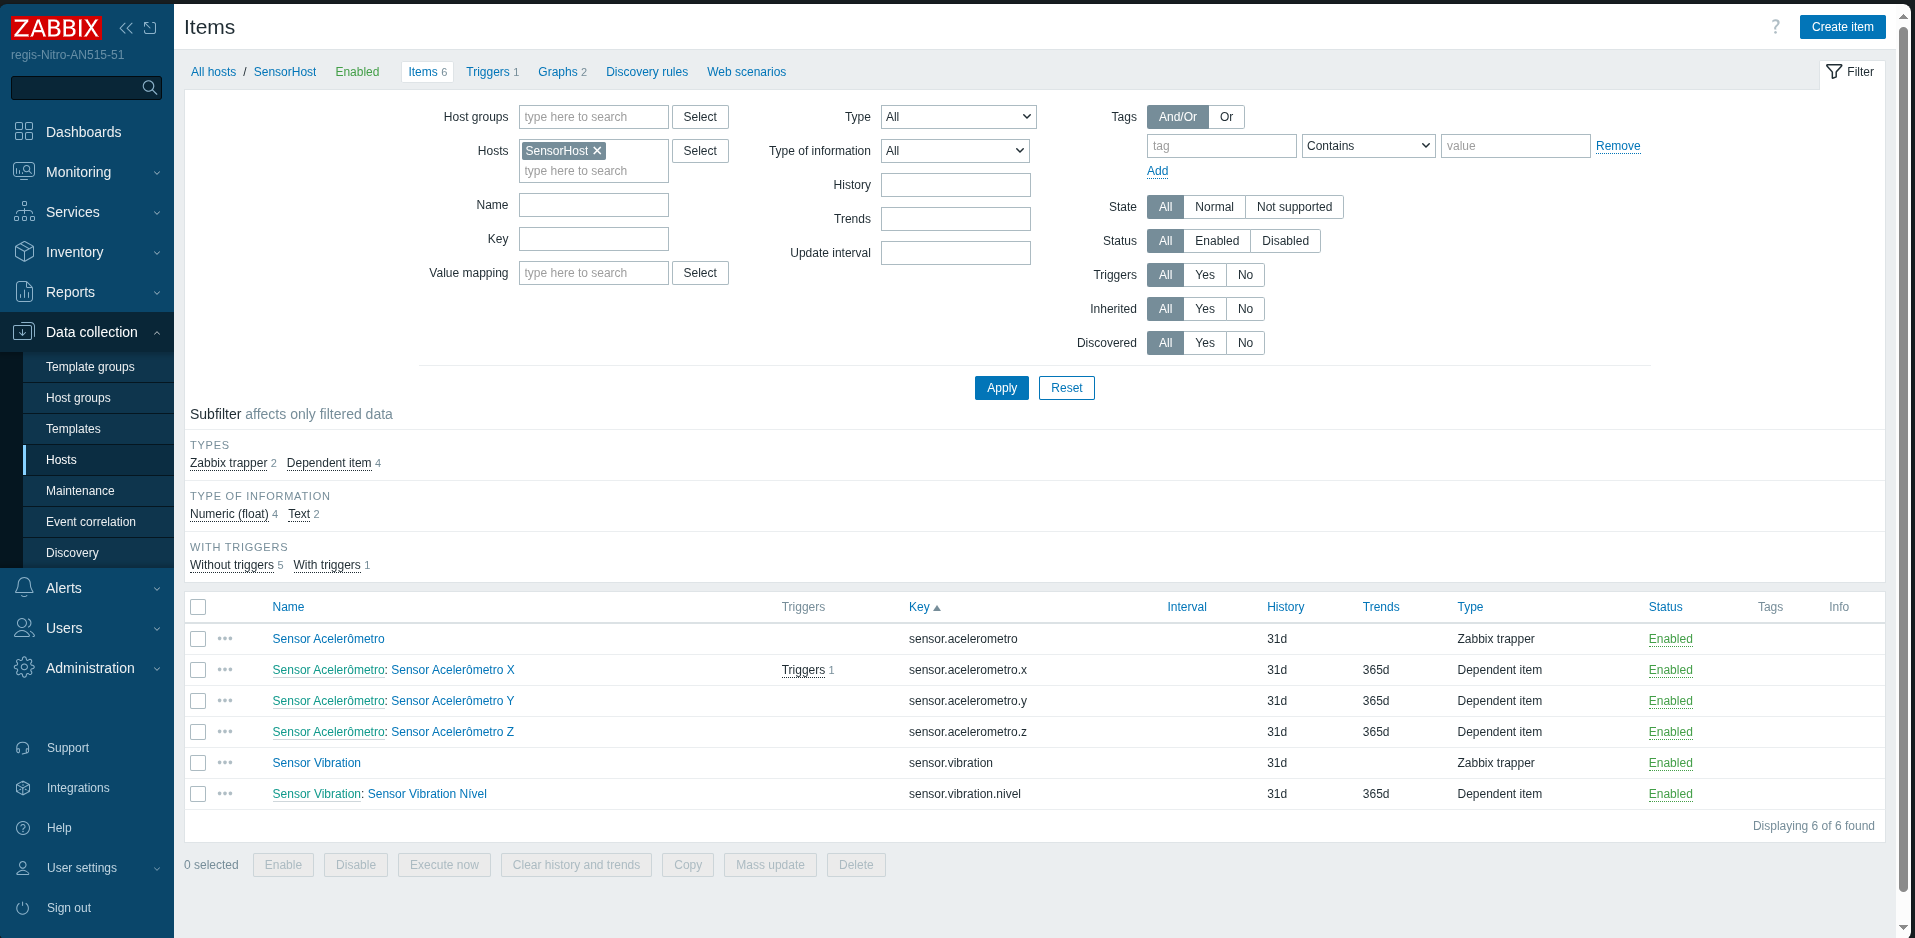 ZABBIX
regis-Nitro-AN515-51
Dashboards
Monitoring
Services
Inventory
Reports
Data collection
Template groups
Host groups
Templates
Hosts
Maintenance
Event correlation
Discovery
Alerts
Users
Administration
Support
Integrations
Help
User settings
Sign out
Items
? Create item
All hosts / SensorHost Enabled Items 6 Triggers 1 Graphs 2 Discovery rules Web scenarios
Filter
Host groups type here to search Select
Hosts SensorHost ✕ Select
type here to search
Name
Key
Value mapping type here to search Select
Type All
Type of information All
History
Trends
Update interval
Tags And/Or Or
tag Contains value Remove
Add
State All Normal Not supported
Status All Enabled Disabled
Triggers All Yes No
Inherited All Yes No
Discovered All Yes No
Apply Reset
Subfilter affects only filtered data
TYPES
Zabbix trapper 2 Dependent item 4
TYPE OF INFORMATION
Numeric (float) 4 Text 2
WITH TRIGGERS
Without triggers 5 With triggers 1
Name Triggers Key Interval History Trends Type Status Tags Info
Sensor Acelerômetro sensor.acelerometro 31d Zabbix trapper Enabled
Sensor Acelerômetro: Sensor Acelerômetro X Triggers 1 sensor.acelerometro.x 31d 365d Dependent item Enabled
Sensor Acelerômetro: Sensor Acelerômetro Y sensor.acelerometro.y 31d 365d Dependent item Enabled
Sensor Acelerômetro: Sensor Acelerômetro Z sensor.acelerometro.z 31d 365d Dependent item Enabled
Sensor Vibration sensor.vibration 31d Zabbix trapper Enabled
Sensor Vibration: Sensor Vibration Nível sensor.vibration.nivel 31d 365d Dependent item Enabled
Displaying 6 of 6 found
0 selected Enable Disable Execute now Clear history and trends Copy Mass update Delete